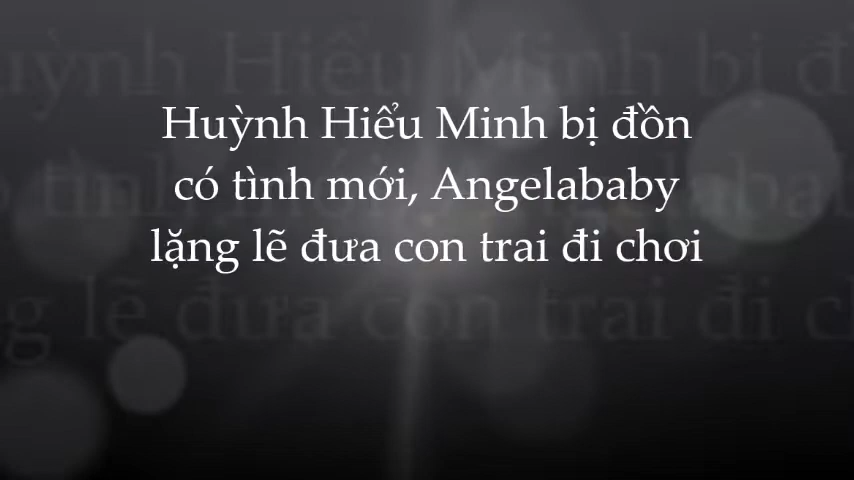 Huỳnh Hiểu Minh bị đồn
có tình mới, Angelababy
lặng lẽ đưa con trai đi chơi